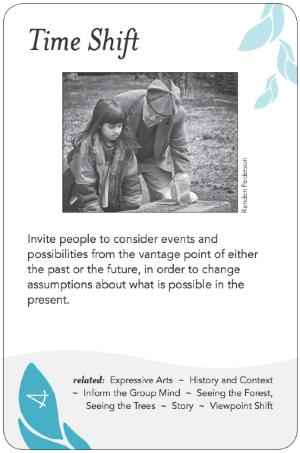 Time Shift
Renden Pederson
Invite people to consider events and
possibilities from the vantage point of either
the past or the future, in order to change
assumptions about what is possible in the
present.
related: Expressive Arts ~ History and Context
~ Inform the Group Mind ~ Seeing the Forest,
Seeing the Trees ~ Story ~ Viewpoint Shift
4